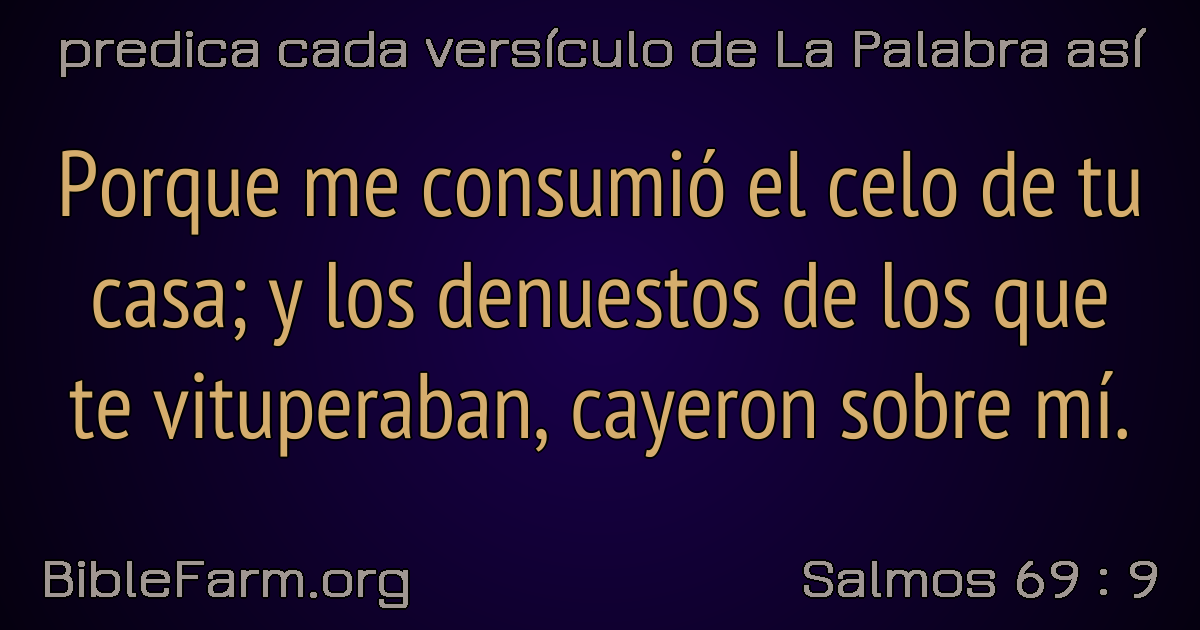 predica cada versículo de La Palabra así
Porque me consumió el celo de tu
casa; y los denuestos de los que
te vituperaban, cayeron sobre mí.
BibleFarm.org
Salmos 69 : 9